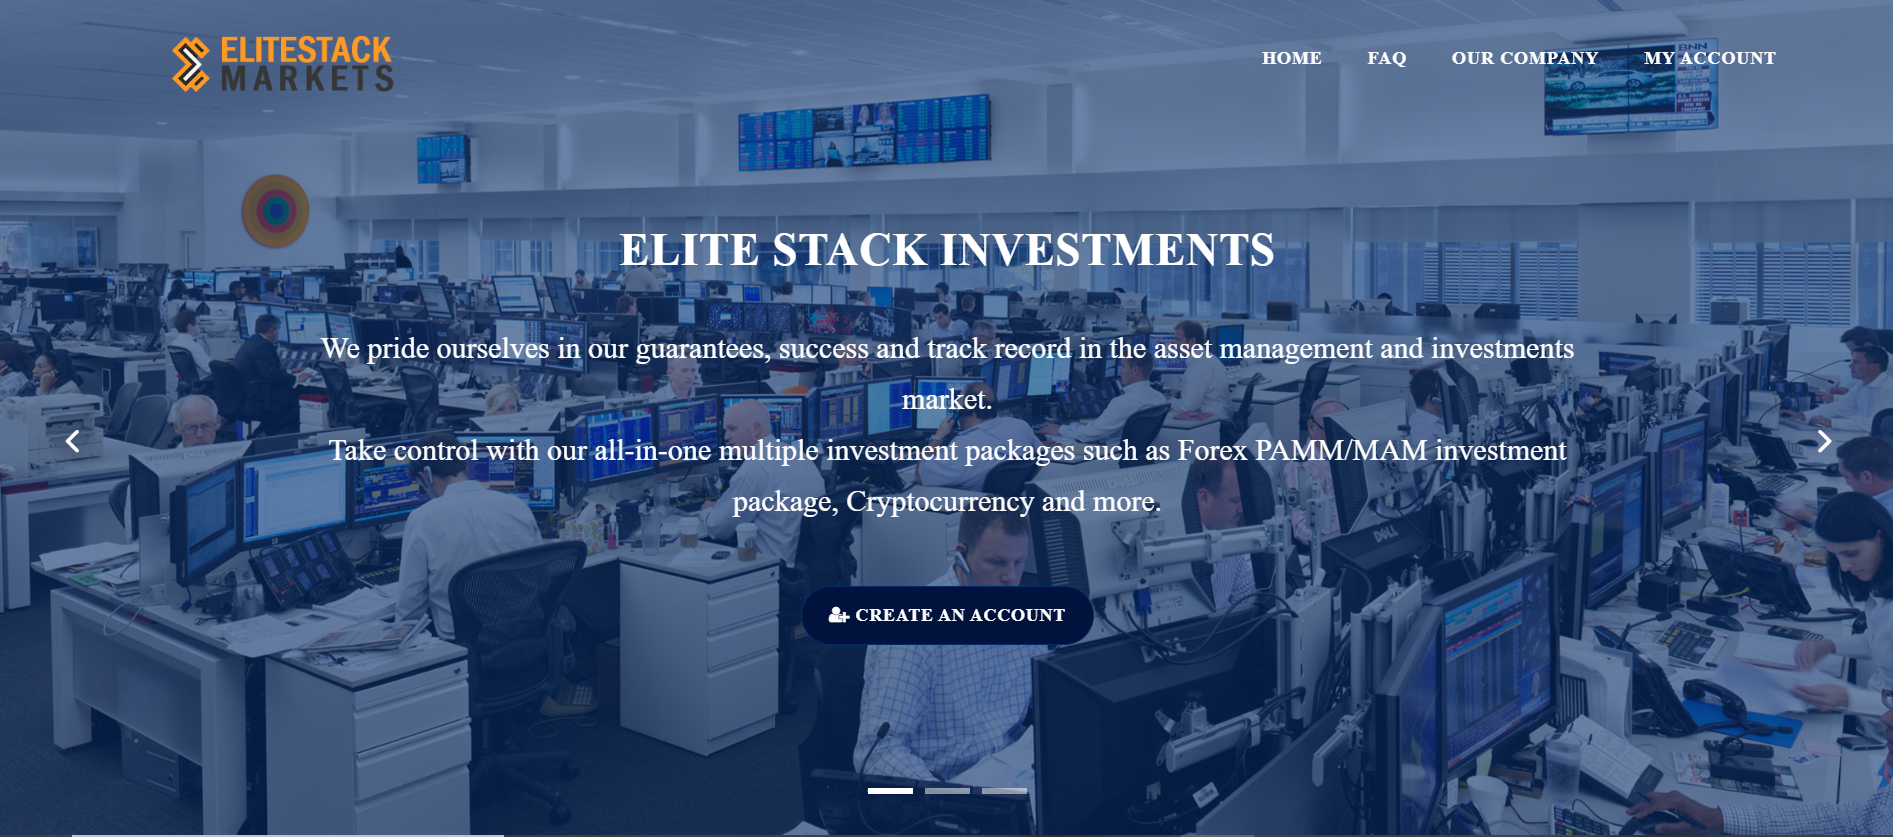 ELITESTACK
MARKETS
HOME FAQ OUR COMPANY MY ACCOUNT
BNN
ELITE STACK INVESTMENTS
We pride ourselves in our guarantees, success and track record in the asset management and investments
market.
Take control with our all-in-one multiple investment packages such as Forex PAMM/MAM investment
package, Cryptocurrency and more.
DELL
CREATE AN ACCOUNT